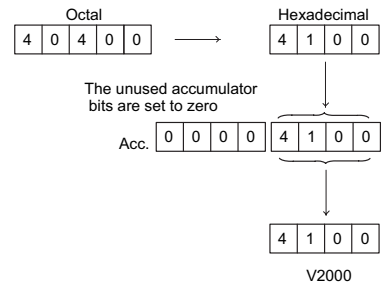 Octal
Hexadecimal
4 0 4 0 0
4 1 0 0
The unused accumulator
bits are set to zero
Acc. 0 0 0 0 4 1 0 0
4 1 0 0
V2000